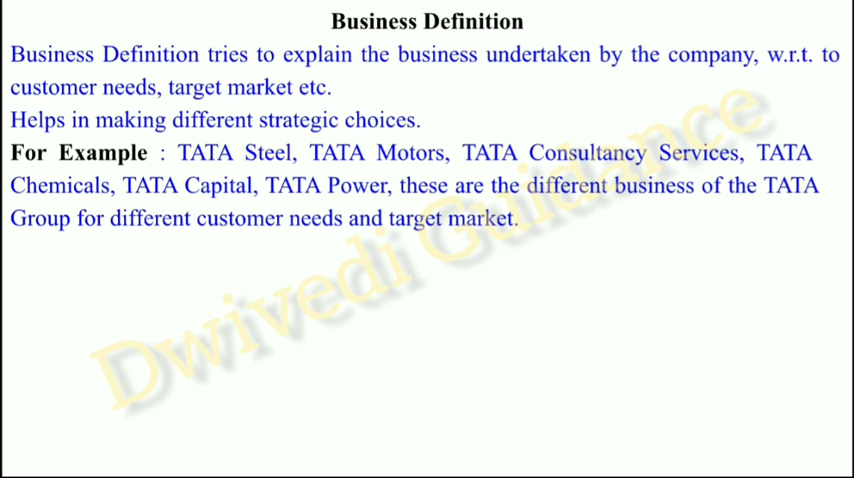 Business Definition
Business Definition tries to explain the business undertaken by the company, w.r.t. to
customer needs, target market etc.
Helps in making different strategic choices.
For Example : TATA Steel, TATA Motors, TATA Consultancy Services, TATA
Chemicals, TATA Capital, TATA Power, these are the different business of the TATA
Group for different customer needs and target market.
Dwivedi Guidance